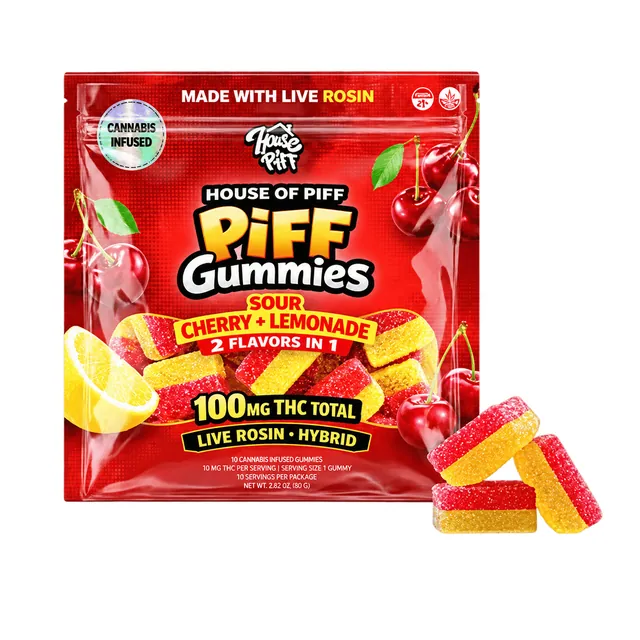 MADE WITH LIVE ROSIN
CANNABIS
INFUSED
House
of
PiFF
21+
HOUSE OF PIFF
PiFF
Gummies
SOUR
CHERRY + LEMONADE
2 FLAVORS IN 1
100MG THC TOTAL
LIVE ROSIN • HYBRID
10 CANNABIS INFUSED GUMMIES
10 MG THC PER SERVING | SERVING SIZE 1 GUMMY
10 SERVINGS PER PACKAGE
NET WT. 2.82 OZ. (80 G)